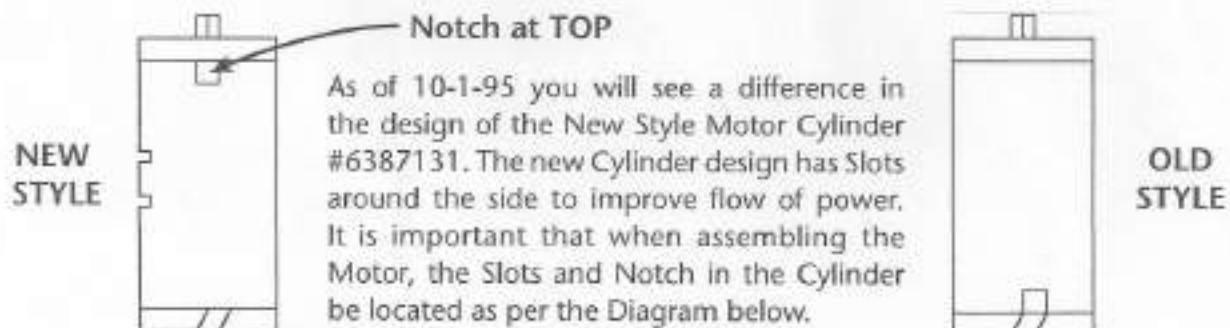 Notch at TOP
As of 10-1-95 you will see a difference in
the design of the New Style Motor Cylinder
#6387131. The new Cylinder design has Slots
around the side to improve flow of power.
It is important that when assembling the
Motor, the Slots and Notch in the Cylinder
be located as per the Diagram below.
NEW
STYLE
OLD
STYLE